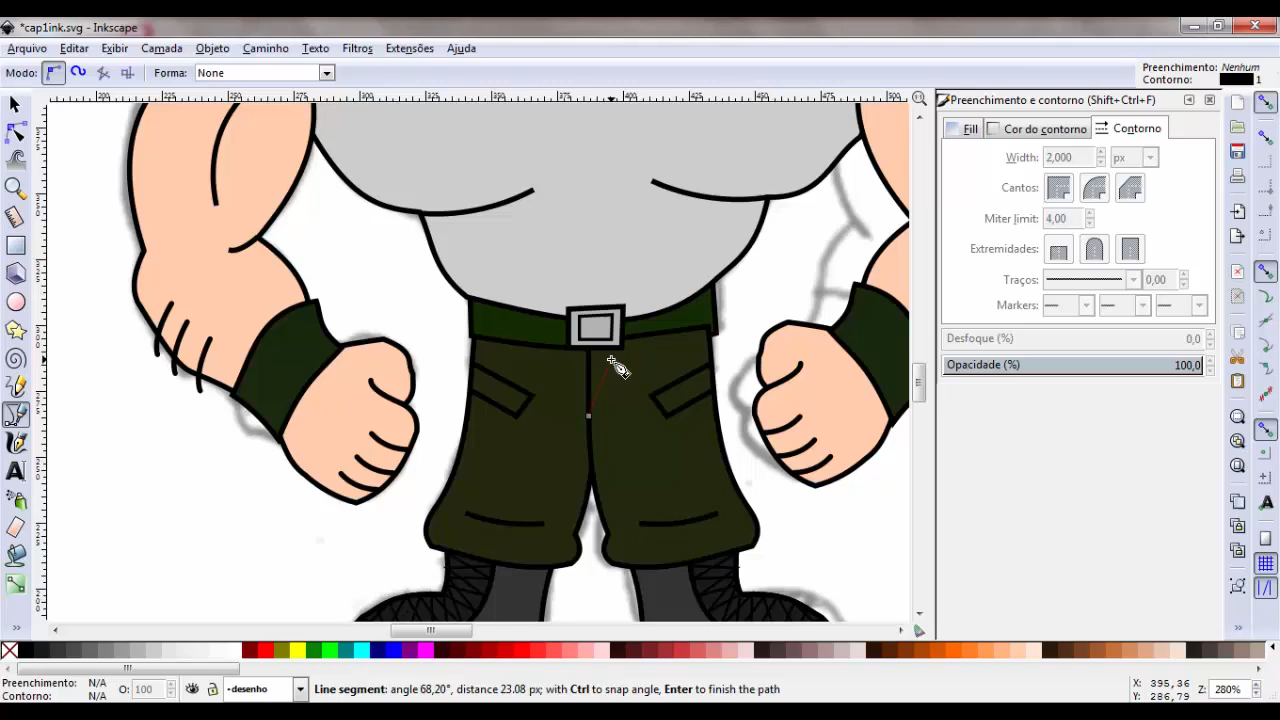 *cap1ink.svg - Inkscape
Arquivo Editar Exibir Camada Objeto Caminho Texto Filtros Extensões Ajuda
Modo: Forma: None
Preenchimento: Nenhum
Contorno: 1
Preenchimento e contorno (Shift+Ctrl+F)
Fill Cor do contorno Contorno
Width: 2,000 px
Cantos:
Miter limit: 4,00
Extremidades:
Traços: 0,00
Markers:
Desfoque (%) 0,0
Opacidade (%) 100,0
Preenchimento: N/A
Contorno: N/A
O: 100
desenho
Line segment: angle 68,20°, distance 23.08 px; with Ctrl to snap angle, Enter to finish the path
X: 395,36
Y: 286,79
Z: 280%